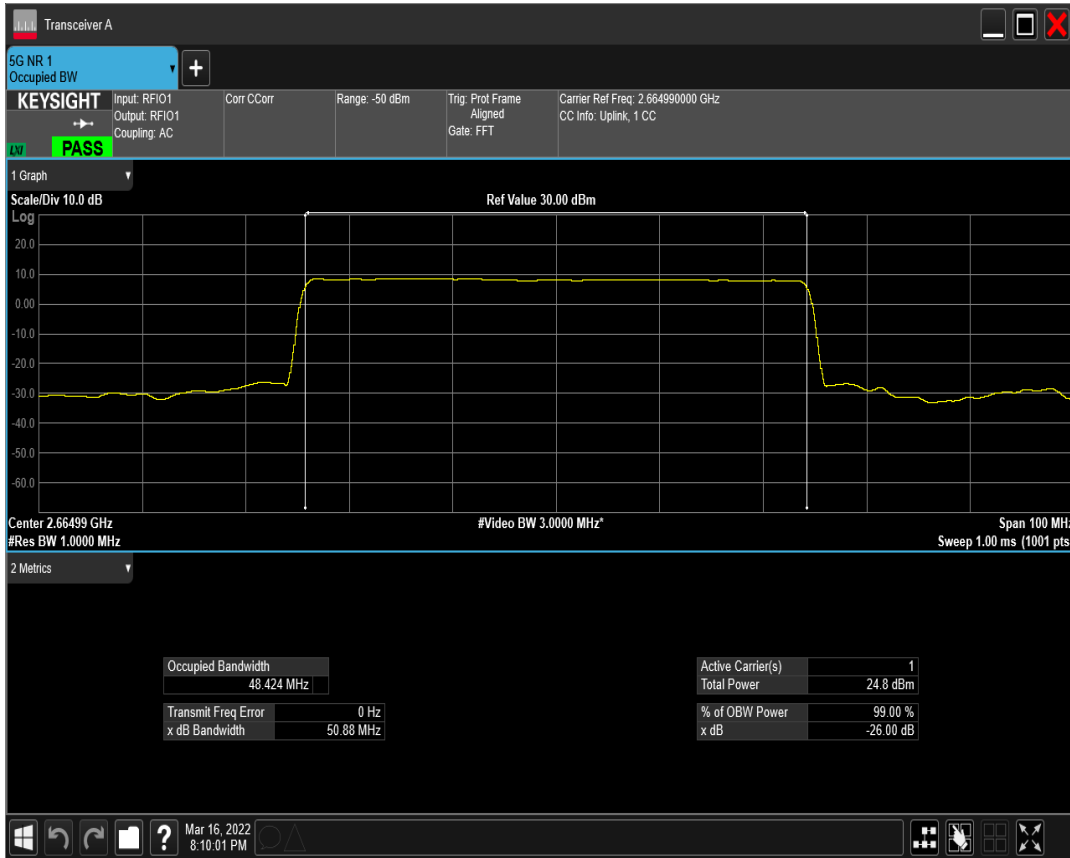 Transceiver A
5G NR 1
Occupied BW
+
KEYSIGHT
Input: RFIO1
Output: RFIO1
Coupling: AC
Corr CCorr
Range: -50 dBm
Trig: Prot Frame
Aligned
Gate: FFT
Carrier Ref Freq: 2.664990000 GHz
CC Info: Uplink, 1 CC
LXI
PASS
1 Graph
Scale/Div 10.0 dB
Ref Value 30.00 dBm
Log
20.0
10.0
0.00
-10.0
-20.0
-30.0
-40.0
-50.0
-60.0
Center 2.66499 GHz
#Video BW 3.0000 MHz*
Span 100 MHz
#Res BW 1.0000 MHz
Sweep 1.00 ms (1001 pts
2 Metrics
Occupied Bandwidth
48.424 MHz
Transmit Freq Error 0 Hz
x dB Bandwidth 50.88 MHz
Active Carrier(s) 1
Total Power 24.8 dBm
% of OBW Power 99.00 %
x dB -26.00 dB
?
Mar 16, 2022
8:10:01 PM